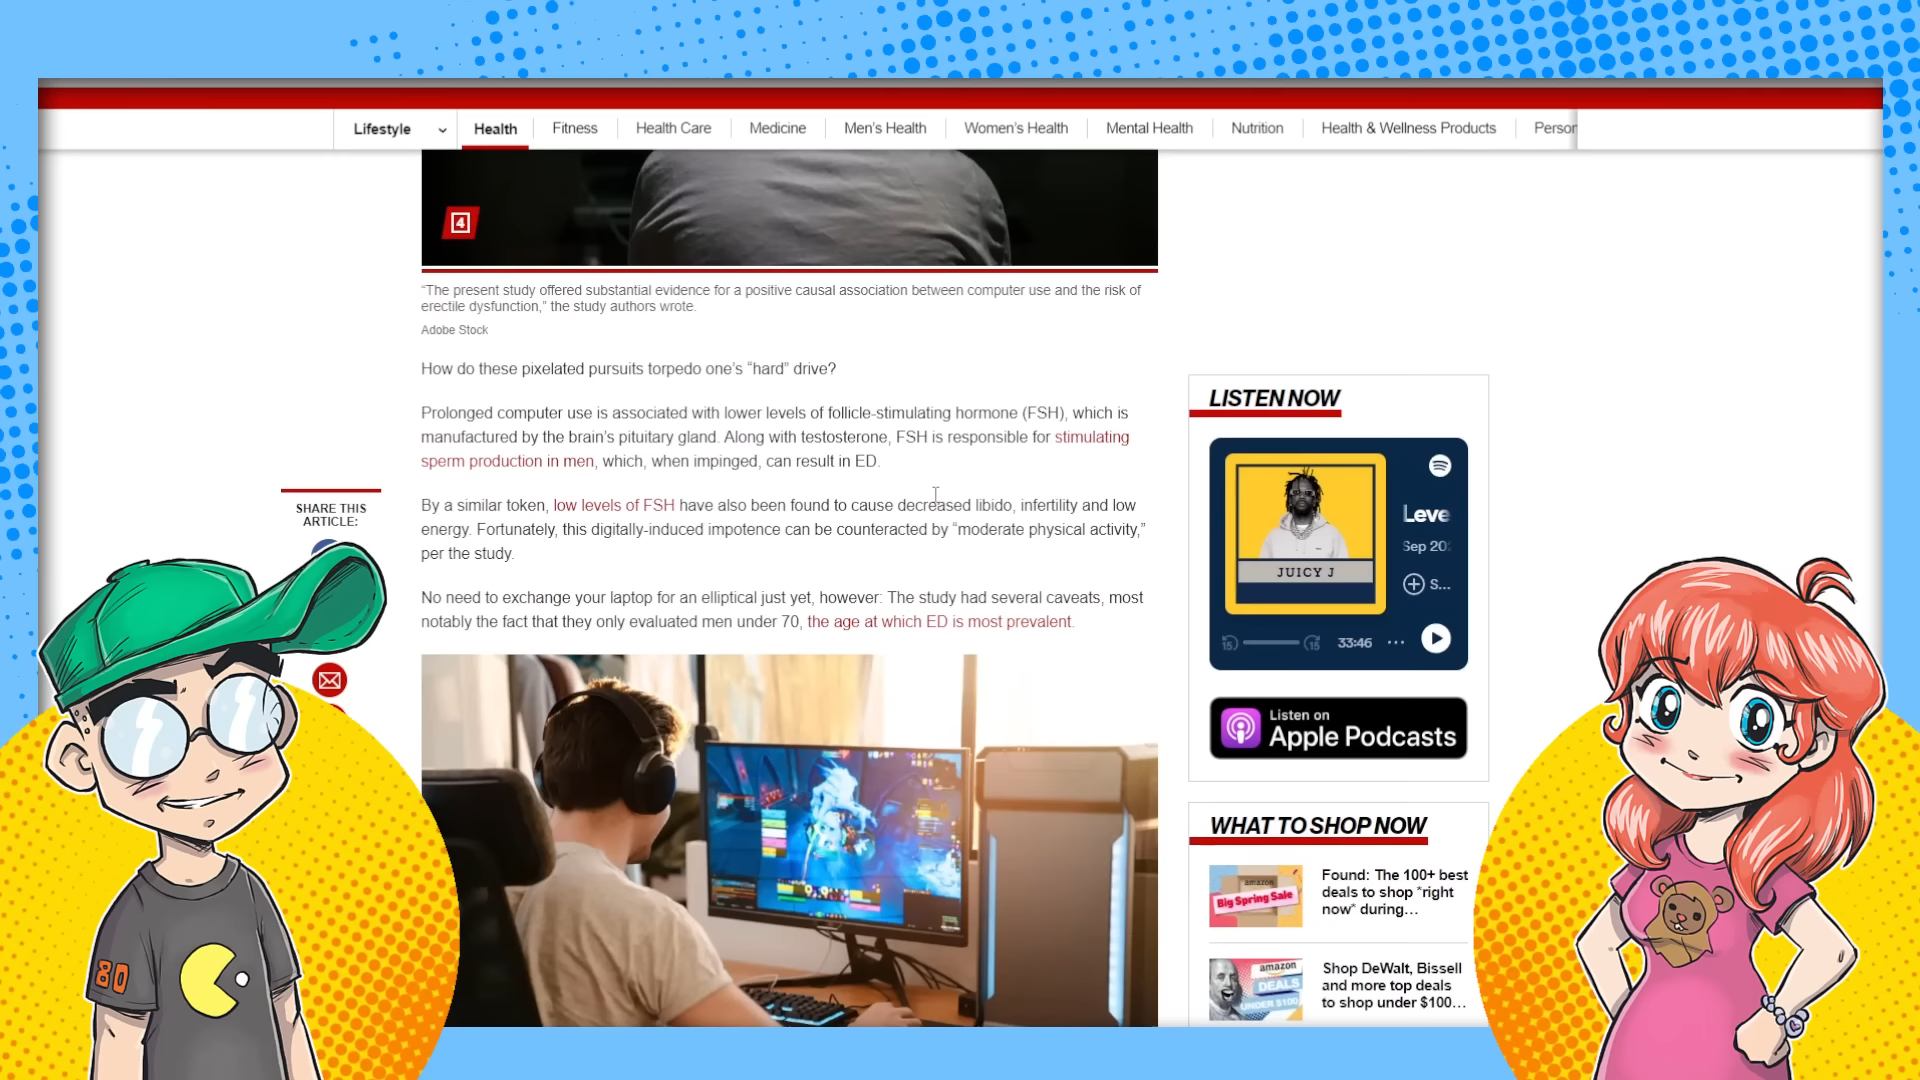 Lifestyle
Health
Fitness
Health Care
Medicine
Men's Health
Women's Health
Mental Health
Nutrition
Health & Wellness Products
Person
4
“The present study offered substantial evidence for a positive causal association between computer use and the risk of
erectile dysfunction,” the study authors wrote.
Adobe Stock
How do these pixelated pursuits torpedo one’s “hard” drive?
Prolonged computer use is associated with lower levels of follicle-stimulating hormone (FSH), which is
manufactured by the brain’s pituitary gland. Along with testosterone, FSH is responsible for stimulating
sperm production in men, which, when impinged, can result in ED.
By a similar token, low levels of FSH have also been found to cause decreased libido, infertility and low
energy. Fortunately, this digitally-induced impotence can be counteracted by “moderate physical activity,”
per the study.
No need to exchange your laptop for an elliptical just yet, however: The study had several caveats, most
notably the fact that they only evaluated men under 70, the age at which ED is most prevalent.
SHARE THIS
ARTICLE:
80
LISTEN NOW
JUICY J
Leve
Sep 20
S...
15
15
33:46
Listen on
Apple Podcasts
WHAT TO SHOP NOW
amazon
Big Spring Sale
Found: The 100+ best
deals to shop *right
now* during…
amazon
DEALS
UNDER $100
Shop DeWalt, Bissell
and more top deals
to shop under $100…